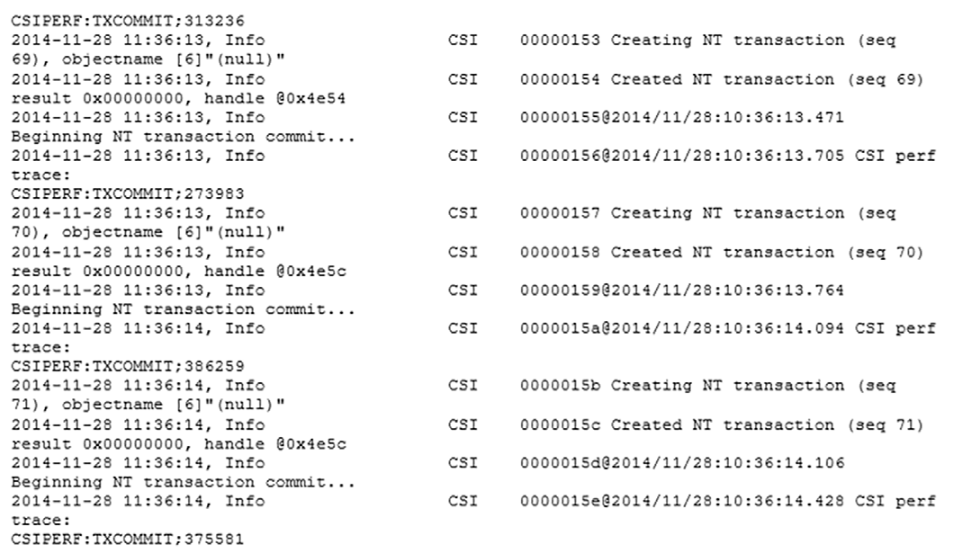 CSIPERF:TXCOMMIT;313236
2014-11-28 11:36:13, Info CSI 00000153 Creating NT transaction (seq
69), objectname [6]"(null)"
2014-11-28 11:36:13, Info CSI 00000154 Created NT transaction (seq 69)
result 0x00000000, handle @0x4e54
2014-11-28 11:36:13, Info CSI 00000155@2014/11/28:10:36:13.471
Beginning NT transaction commit...
2014-11-28 11:36:13, Info CSI 00000156@2014/11/28:10:36:13.705 CSI perf
trace:
CSIPERF:TXCOMMIT;273983
2014-11-28 11:36:13, Info CSI 00000157 Creating NT transaction (seq
70), objectname [6]"(null)"
2014-11-28 11:36:13, Info CSI 00000158 Created NT transaction (seq 70)
result 0x00000000, handle @0x4e5c
2014-11-28 11:36:13, Info CSI 00000159@2014/11/28:10:36:13.764
Beginning NT transaction commit...
2014-11-28 11:36:14, Info CSI 0000015a@2014/11/28:10:36:14.094 CSI perf
trace:
CSIPERF:TXCOMMIT;386259
2014-11-28 11:36:14, Info CSI 0000015b Creating NT transaction (seq
71), objectname [6]"(null)"
2014-11-28 11:36:14, Info CSI 0000015c Created NT transaction (seq 71)
result 0x00000000, handle @0x4e5c
2014-11-28 11:36:14, Info CSI 0000015d@2014/11/28:10:36:14.106
Beginning NT transaction commit...
2014-11-28 11:36:14, Info CSI 0000015e@2014/11/28:10:36:14.428 CSI perf
trace:
CSIPERF:TXCOMMIT;375581